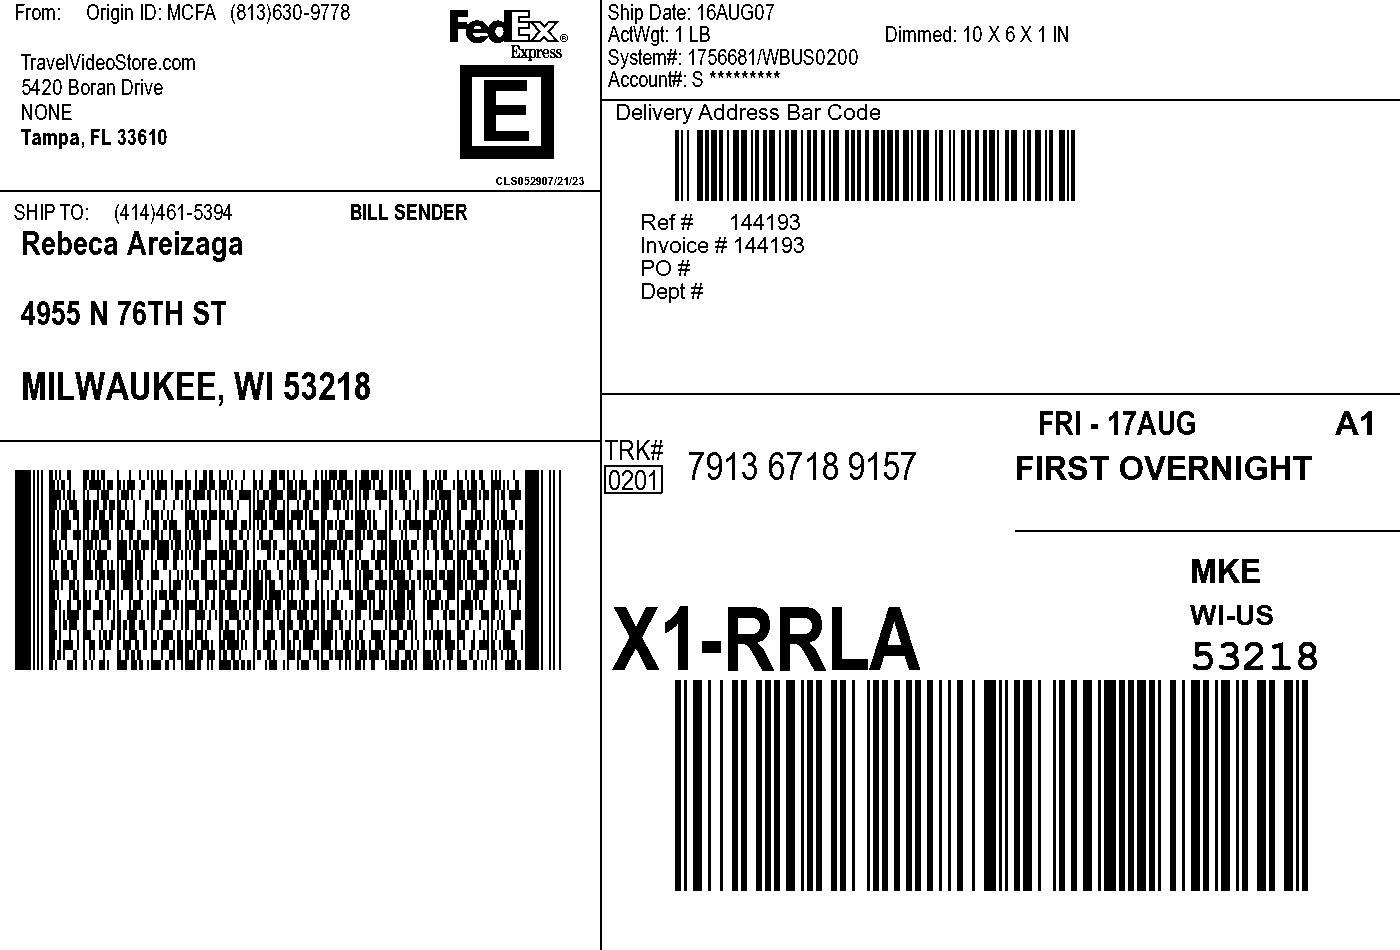 From: Origin ID: MCFA (813)630-9778
TravelVideoStore.com
5420 Boran Drive
NONE
Tampa, FL 33610
FedEx®
Express
E
CLS052907/21/23
Ship Date: 16AUG07
ActWgt: 1 LB Dimmed: 10 X 6 X 1 IN
System#: 1756681/WBUS0200
Account#: S *********
Delivery Address Bar Code
Ref # 144193
Invoice # 144193
PO #
Dept #
SHIP TO: (414)461-5394 BILL SENDER
Rebeca Areizaga
4955 N 76TH ST
MILWAUKEE, WI 53218
FRI - 17AUG A1
TRK# 7913 6718 9157 FIRST OVERNIGHT
0201
MKE
WI-US
X1-RRLA 53218